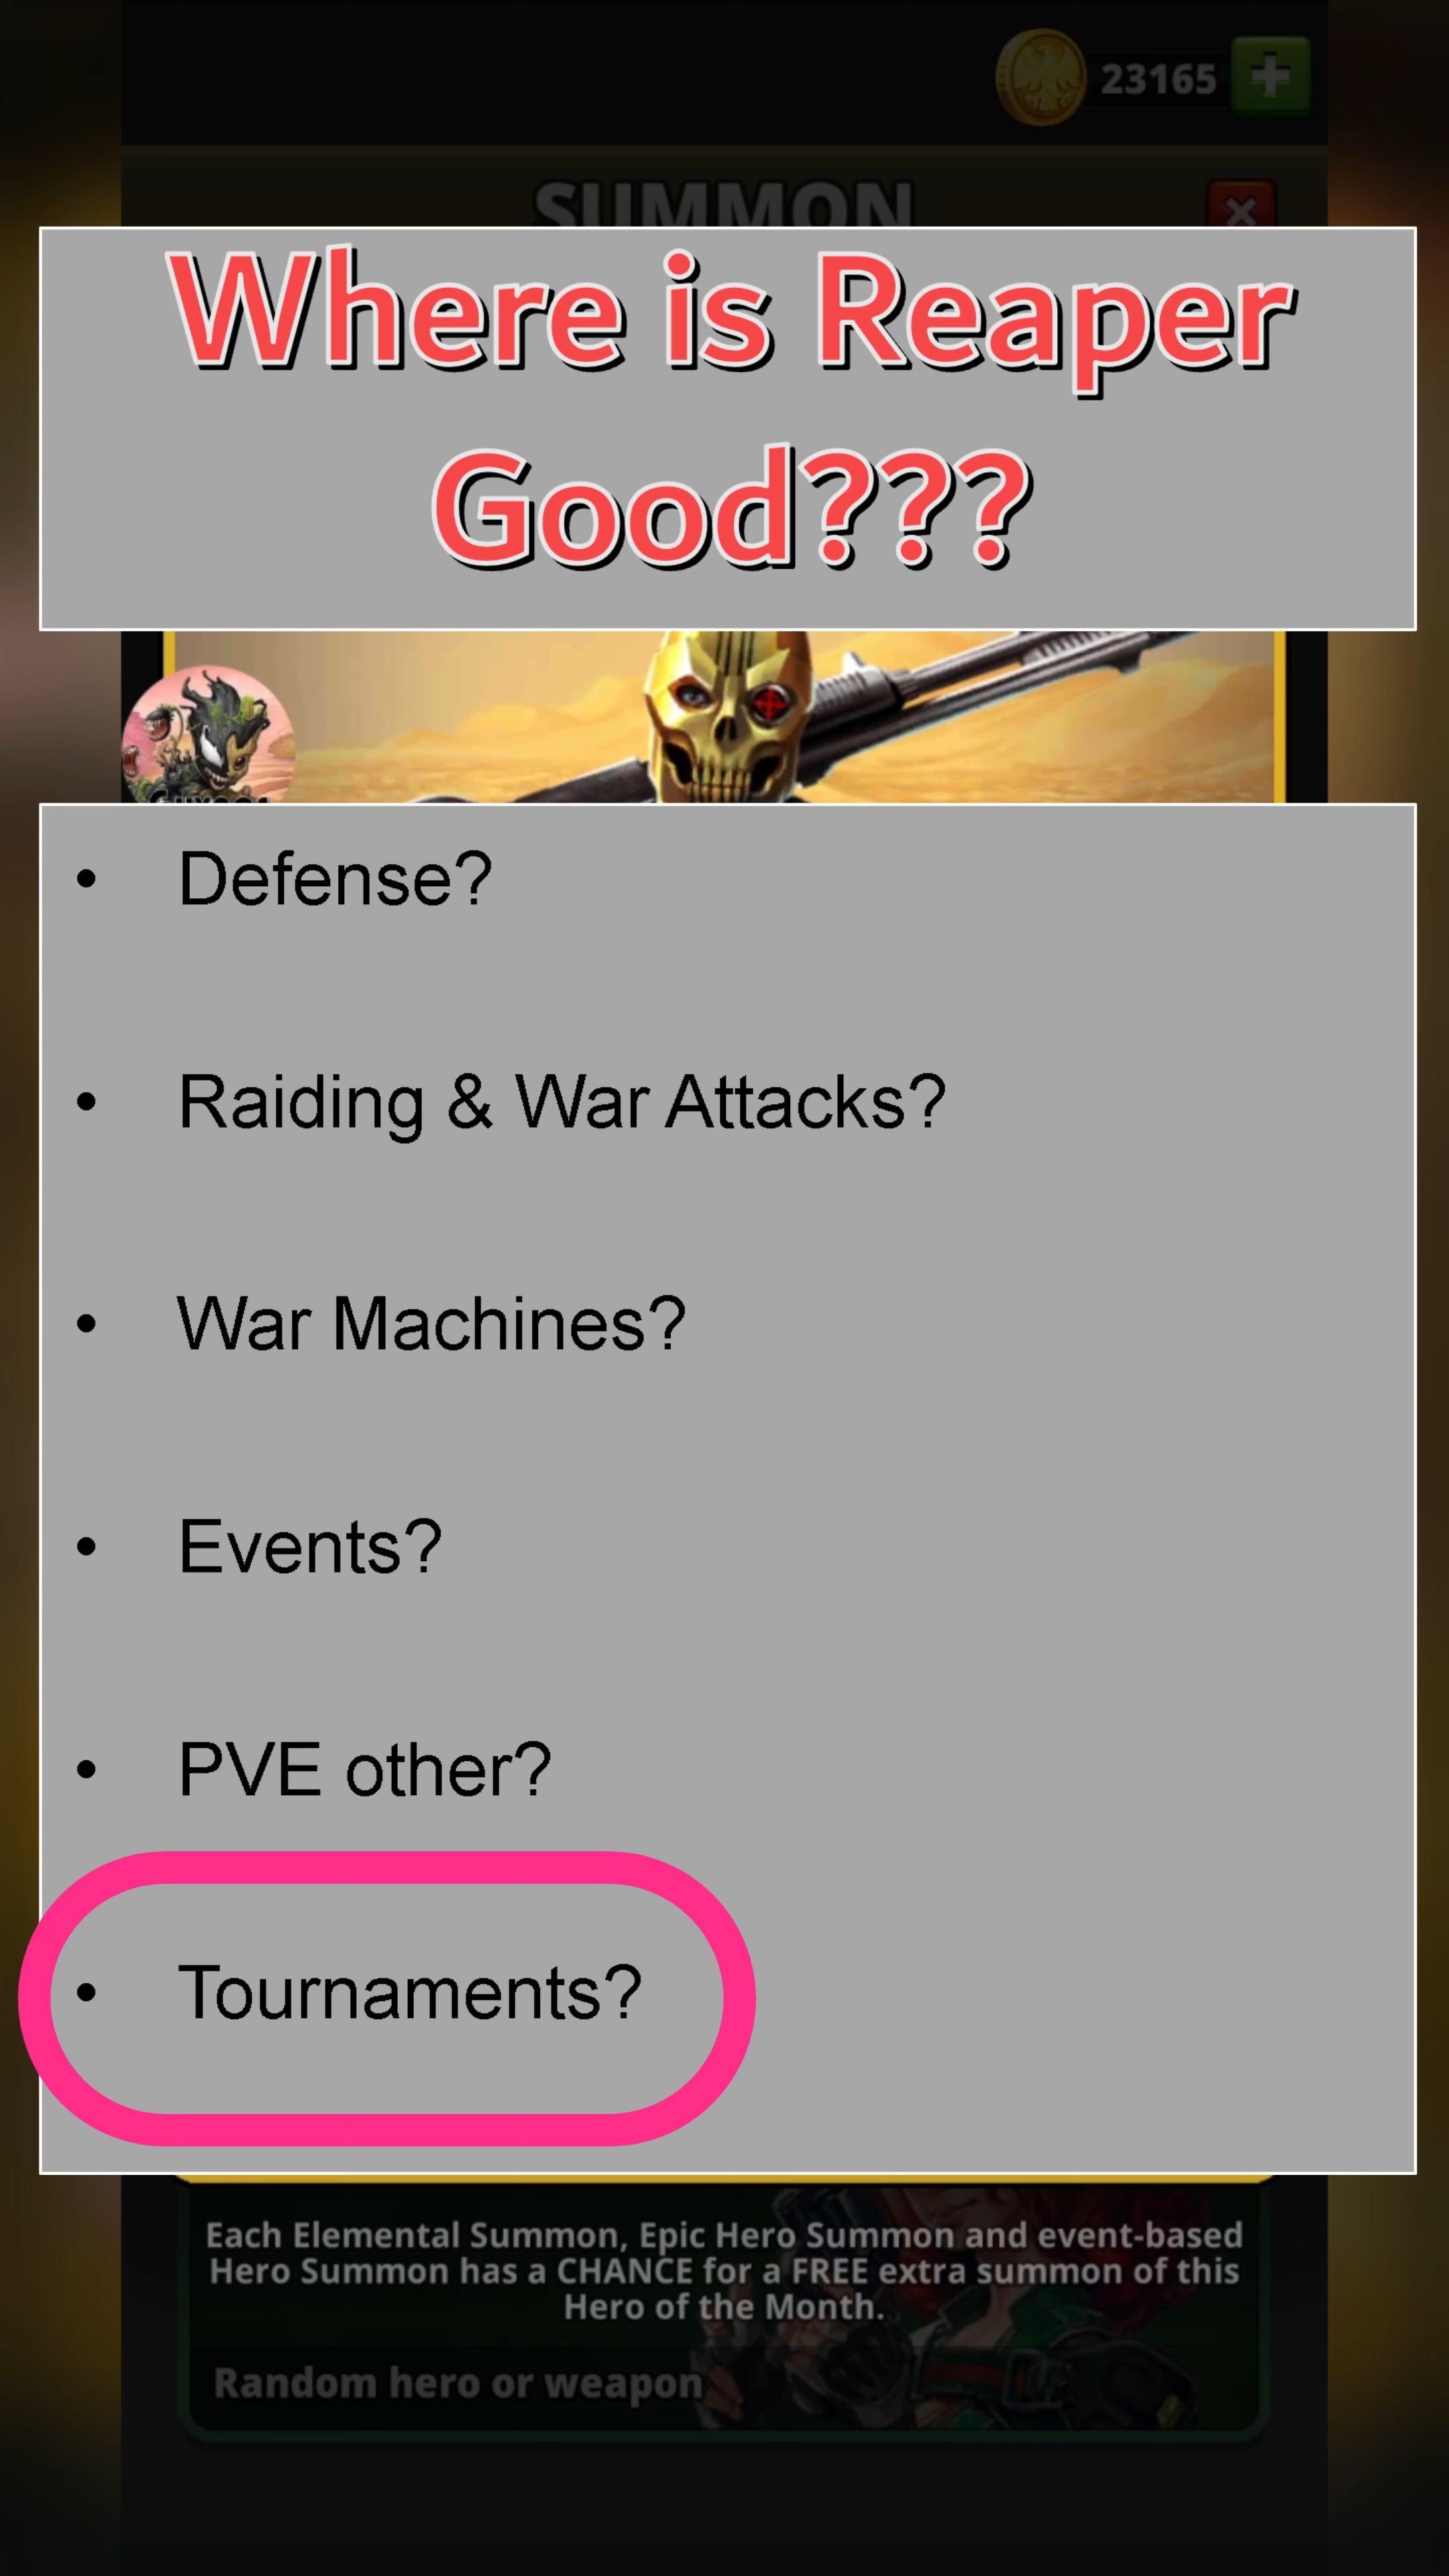 23165
SUMMON
Where is Reaper
Good???
• Defense?
• Raiding & War Attacks?
• War Machines?
• Events?
• PVE other?
• Tournaments?
Each Elemental Summon, Epic Hero Summon and event-based
Hero Summon has a CHANCE for a FREE extra summon of this
Hero of the Month.
Random hero or weapon